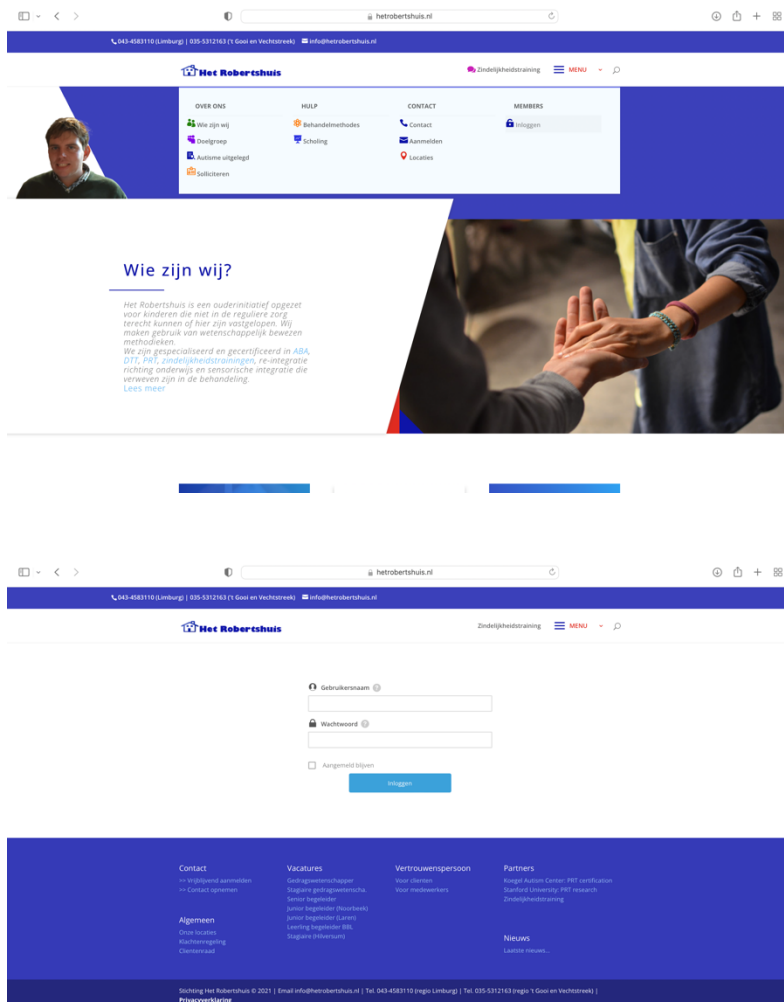 hetrobertshuis.nl
043-4583110 (Limburg) | 035-5312163 ('t Gooi en Vechtstreek) info@hetrobertshuis.nl
Het Robertshuis
Zindelijkheidstraining MENU
OVER ONS HULP CONTACT MEMBERS
Wie zijn wij Behandelmethodes Contact Inloggen
Doelgroep Scholing Aanmelden
Autisme uitgelegd Locaties
Solliciteren
Wie zijn wij?
Het Robertshuis is een ouderinitiatief opgezet
voor kinderen die niet in de reguliere zorg
terecht kunnen of hier zijn vastgelopen. Wij
maken gebruik van wetenschappelijk bewezen
methodieken.
We zijn gespecialiseerd en gecertificeerd in ABA,
DTT, PRT, zindelijkheidstrainingen, re-integratie
richting onderwijs en sensorische integratie die
verweven zijn in de behandeling.
Lees meer
hetrobertshuis.nl
043-4583110 (Limburg) | 035-5312163 ('t Gooi en Vechtstreek) info@hetrobertshuis.nl
Het Robertshuis
Zindelijkheidstraining MENU
Gebruikersnaam ?
Wachtwoord ?
Aangemeld blijven
Inloggen
Contact
>> Vrijblijvend aanmelden
>> Contact opnemen
Algemeen
Onze locaties
Klachtenregeling
Clientenraad
Vacatures
Gedragswetenschapper
Stagiaire gedragswetenscha.
Senior begeleider
Junior begeleider (Noorbeek)
Junior begeleider (Laren)
Leerling begeleider BBL
Stagiaire (Hilversum)
Vertrouwenspersoon
Voor clienten
Voor medewerkers
Partners
Koegel Autism Center: PRT certification
Stanford University: PRT research
Zindelijkheidstraining
Nieuws
Laatste nieuws...
Stichting Het Robertshuis © 2021 | Email info@hetrobertshuis.nl | Tel. 043-4583110 (regio Limburg) | Tel. 035-5312163 (regio 't Gooi en Vechtstreek) |
Privacyverklaring